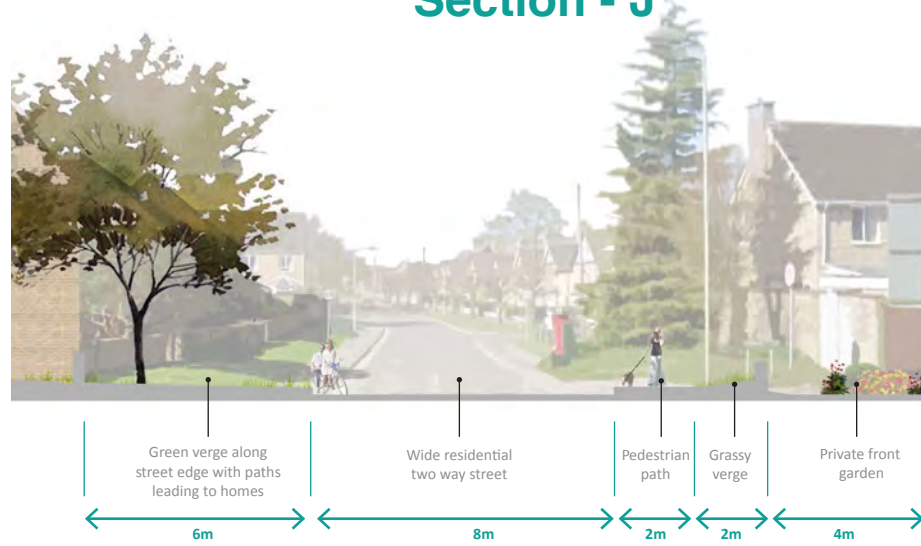 Section - J
Green verge along
street edge with paths
leading to homes
Wide residential
two way street
Pedestrian
path
Grassy
verge
Private front
garden
6m
8m
2m
2m
4m